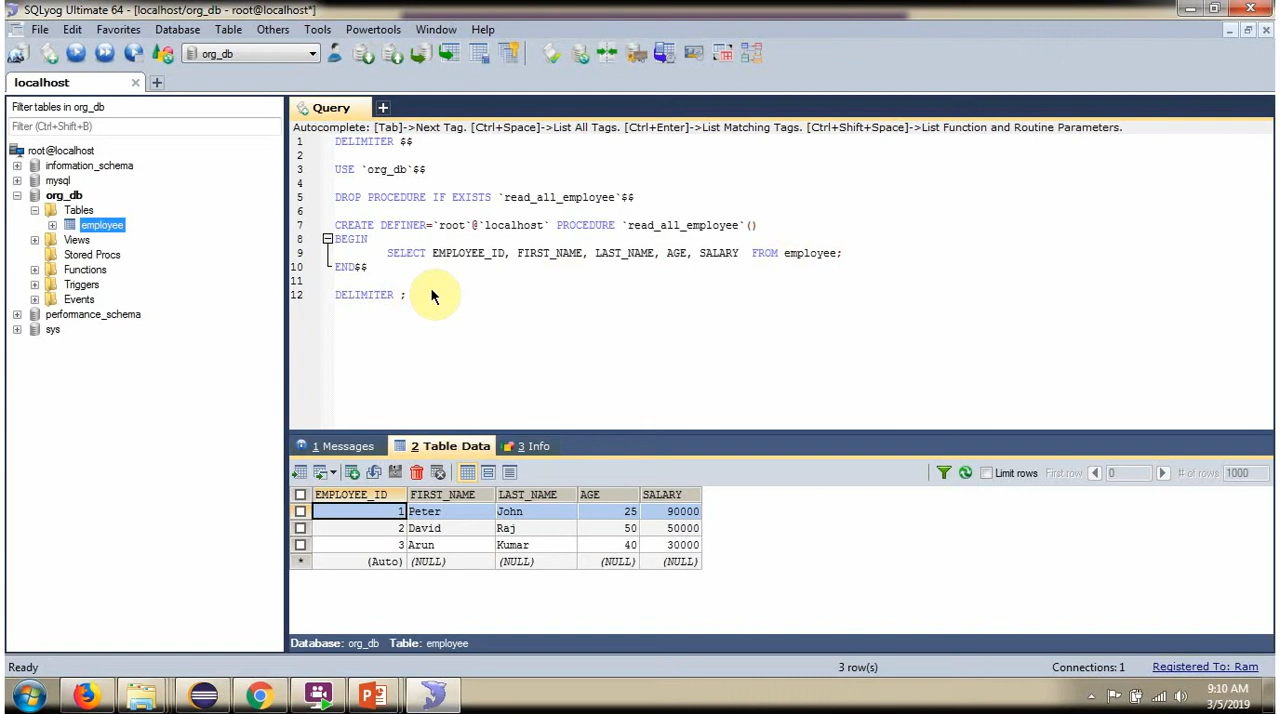 SQLyog Ultimate 64 - [localhost/org_db - root@localhost*]
File Edit Favorites Database Table Others Tools Powertools Window Help
org_db
localhost
Filter tables in org_db
Filter (Ctrl+Shift+B)
root@localhost
information_schema
mysql
org_db
Tables
employee
Views
Stored Procs
Functions
Triggers
Events
performance_schema
sys
Query
Autocomplete: [Tab]->Next Tag. [Ctrl+Space]->List All Tags. [Ctrl+Enter]->List Matching Tags. [Ctrl+Shift+Space]->List Function and Routine Parameters.
1 DELIMITER $$
2
3 USE `org_db`$$
4
5 DROP PROCEDURE IF EXISTS `read_all_employee`$$
6
7 CREATE DEFINER=`root`@`localhost` PROCEDURE `read_all_employee`()
8 BEGIN
9 SELECT EMPLOYEE_ID, FIRST_NAME, LAST_NAME, AGE, SALARY FROM employee;
10 END$$
11
12 DELIMITER ;
1 Messages 2 Table Data 3 Info
Limit rows First row 0 # of rows 1000
EMPLOYEE_ID FIRST_NAME LAST_NAME AGE SALARY
1 Peter John 25 90000
2 David Raj 50 50000
3 Arun Kumar 40 30000
* (Auto) (NULL) (NULL) (NULL) (NULL)
Database: org_db Table: employee
Ready 3 row(s) Connections: 1 Registered To: Ram
9:10 AM
3/5/2019